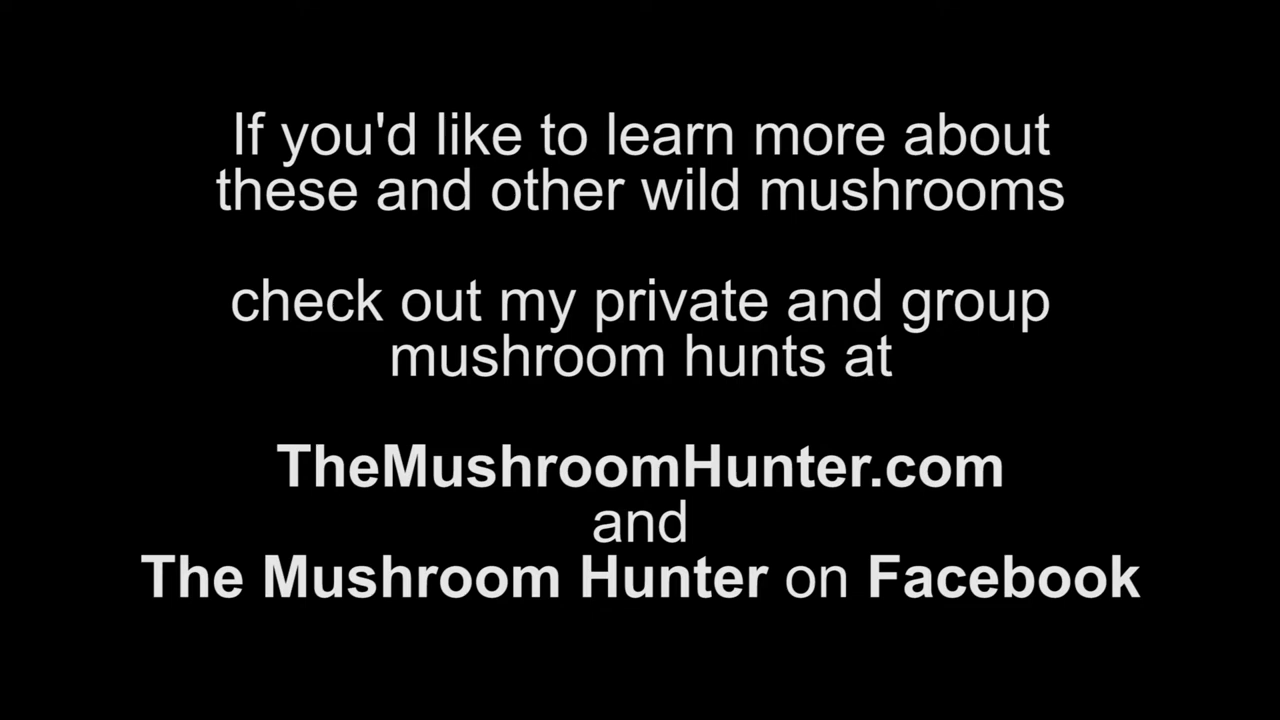 If you'd like to learn more about
these and other wild mushrooms
check out my private and group
mushroom hunts at
TheMushroomHunter.com
and
The Mushroom Hunter on Facebook